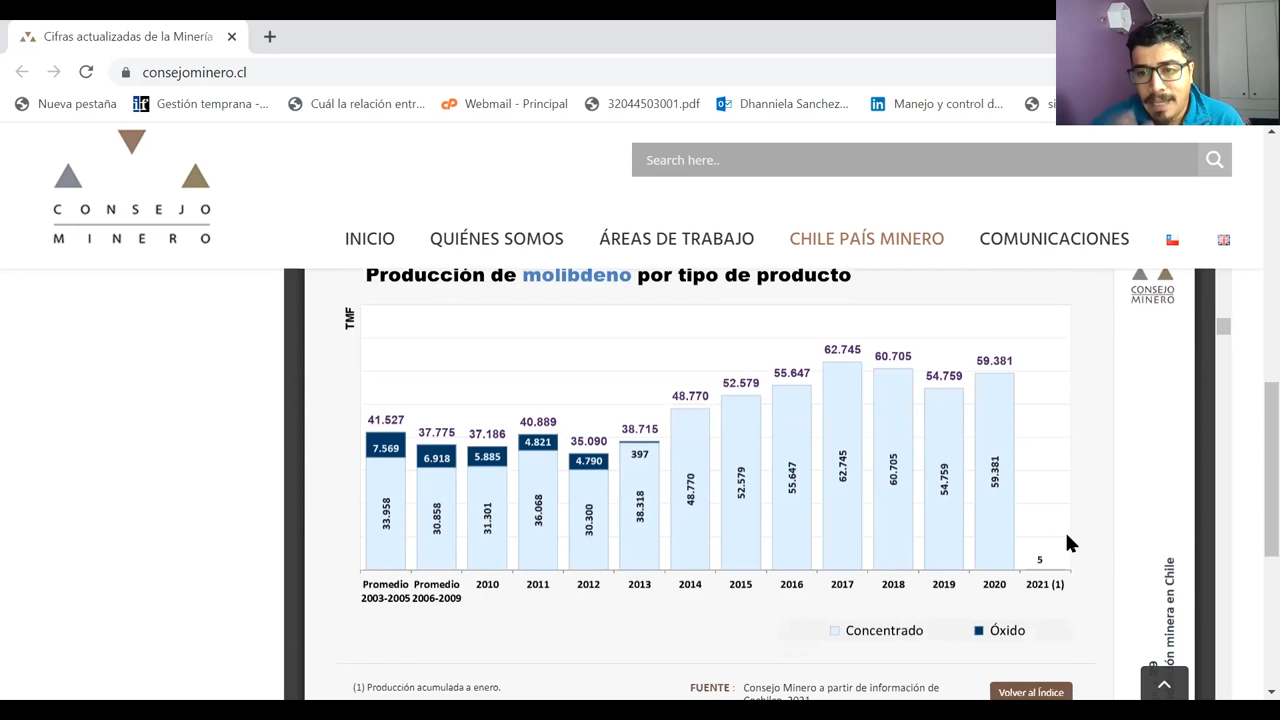 Cifras actualizadas de la Minería
consejominero.cl
Nueva pestaña
Gestión temprana -...
Cuál la relación entr...
Webmail - Principal
32044503001.pdf
Dhanniela Sanchez...
Manejo y control d...
si
CONSEJO
MINERO
Search here..
INICIO
QUIÉNES SOMOS
ÁREAS DE TRABAJO
CHILE PAÍS MINERO
COMUNICACIONES
Producción de molibdeno por tipo de producto
CONSEJO
MINERO
TMF
41.527
37.775
37.186
40.889
35.090
38.715
48.770
52.579
55.647
62.745
60.705
54.759
59.381
7.569
6.918
5.885
4.821
4.790
397
33.958
30.858
31.301
36.068
30.300
38.318
48.770
52.579
55.647
62.745
60.705
54.759
59.381
5
Promedio
2003-2005
Promedio
2006-2009
2010
2011
2012
2013
2014
2015
2016
2017
2018
2019
2020
2021 (1)
Concentrado
Óxido
ón minera en Chile
(1) Producción acumulada a enero.
FUENTE :
Consejo Minero a partir de información de
Cochilco, 2021
Volver al Índice